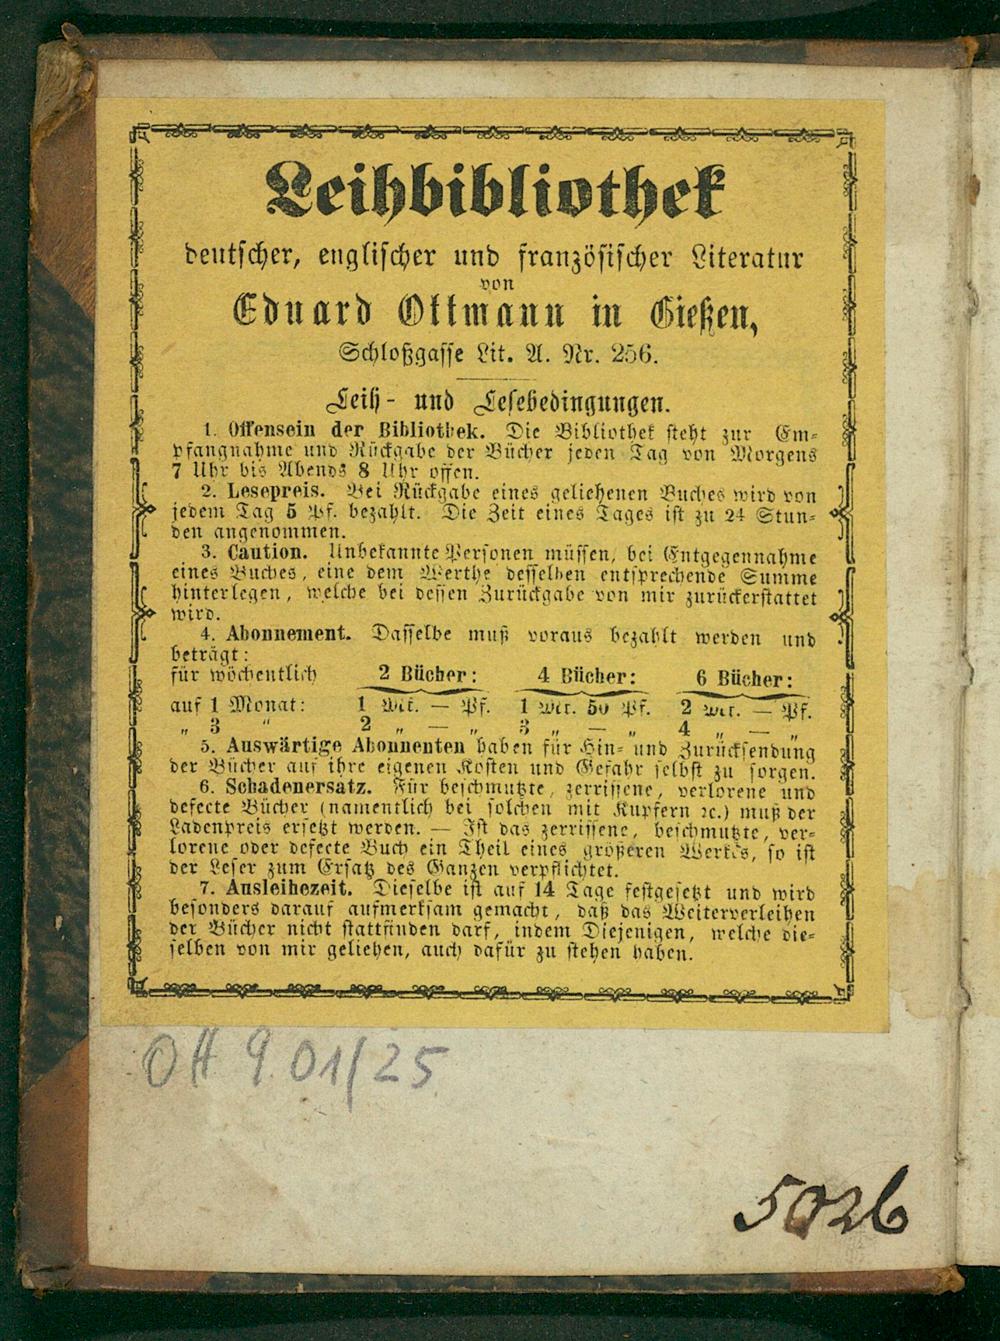 Leihbibliothek
deutscher, englischer und französischer Literatur
von
Eduard Ottmann in Gießen,
Schloßgasse Lit. A. Nr. 256.
Leih- und Lesebedingungen.
1. Offensein der Bibliothek. Die Bibliothek steht zur Em-
pfangnahme und Rückgabe der Bücher jeden Tag von Morgens
7 Uhr bis Abends 8 Uhr offen.
2. Lesepreis. Bei Rückgabe eines geliehenen Buches wird von
jedem Tag 5 Pf. bezahlt. Die Zeit eines Tages ist zu 24 Stun-
den angenommen.
3. Caution. Unbekannte Personen müssen, bei Entgegennahme
eines Buches, eine dem Werthe desselben entsprechende Summe
hinterlegen, welche bei dessen Zurückgabe von mir zurückerstattet
wird.
4. Abonnement. Dasselbe muß voraus bezahlt werden und
beträgt:
für wöchentlich 2 Bücher: 4 Bücher: 6 Bücher:
auf 1 Monat: 1 Mk. — Pf. 1 Mk. 50 Pf. 2 Mk. — Pf.
„ 3 „ 2 „ — „ 3 „ — „ 4 „ — „
5. Auswärtige Abonnenten haben für Hin- und Zurücksendung
der Bücher auf ihre eigenen Kosten und Gefahr selbst zu sorgen.
6. Schadenersatz. Für beschmutzte, zerrissene, verlorene und
defecte Bücher (namentlich bei solchen mit Kupfern ꝛc.) muß der
Ladenpreis ersetzt werden. — Ist das zerrissene, beschmutzte, ver-
lorene oder defecte Buch ein Theil eines größeren Werkes, so ist
der Leser zum Ersatz des Ganzen verpflichtet.
7. Ausleihezeit. Dieselbe ist auf 14 Tage festgesetzt und wird
besonders darauf aufmerksam gemacht, daß das Weiterverleihen
der Bücher nicht stattfinden darf, indem Diejenigen, welche die-
selben von mir geliehen, auch dafür zu stehen haben.
OH 9.01/25
5026